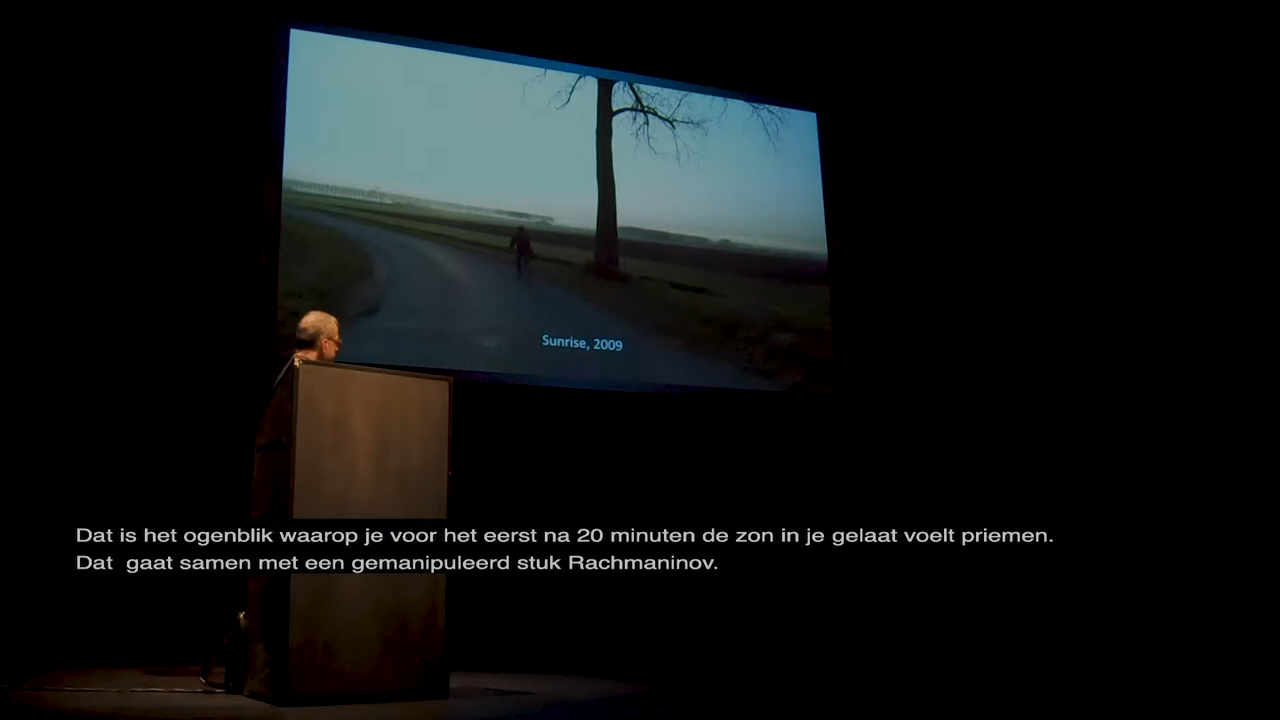 Sunrise, 2009
Dat is het ogenblik waarop je voor het eerst na 20 minuten de zon in je gelaat voelt priemen.
Dat  gaat samen met een gemanipuleerd stuk Rachmaninov.